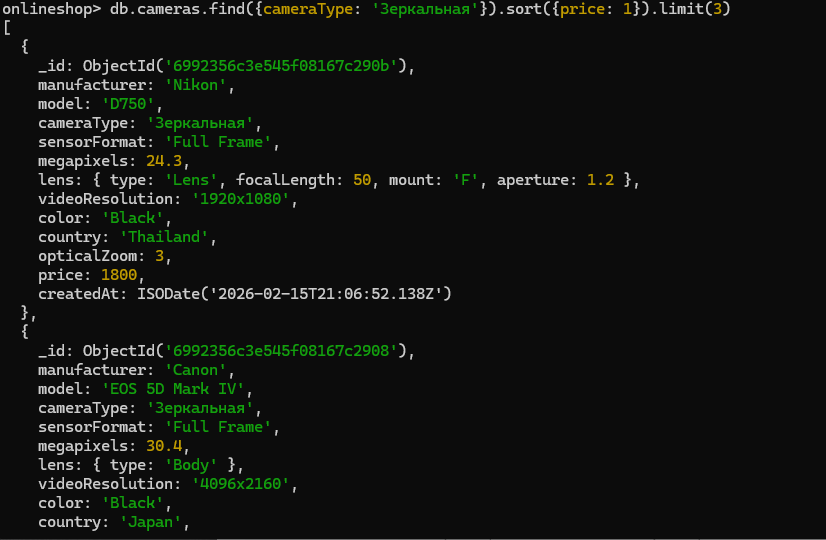 onlineshop> db.cameras.find({cameraType: 'Зеркальная'}).sort({price: 1}).limit(3)
[
  {
    _id: ObjectId('6992356c3e545f08167c290b'),
    manufacturer: 'Nikon',
    model: 'D750',
    cameraType: 'Зеркальная',
    sensorFormat: 'Full Frame',
    megapixels: 24.3,
    lens: { type: 'Lens', focalLength: 50, mount: 'F', aperture: 1.2 },
    videoResolution: '1920x1080',
    color: 'Black',
    country: 'Thailand',
    opticalZoom: 3,
    price: 1800,
    createdAt: ISODate('2026-02-15T21:06:52.138Z')
  },
  {
    _id: ObjectId('6992356c3e545f08167c2908'),
    manufacturer: 'Canon',
    model: 'EOS 5D Mark IV',
    cameraType: 'Зеркальная',
    sensorFormat: 'Full Frame',
    megapixels: 30.4,
    lens: { type: 'Body' },
    videoResolution: '4096x2160',
    color: 'Black',
    country: 'Japan',